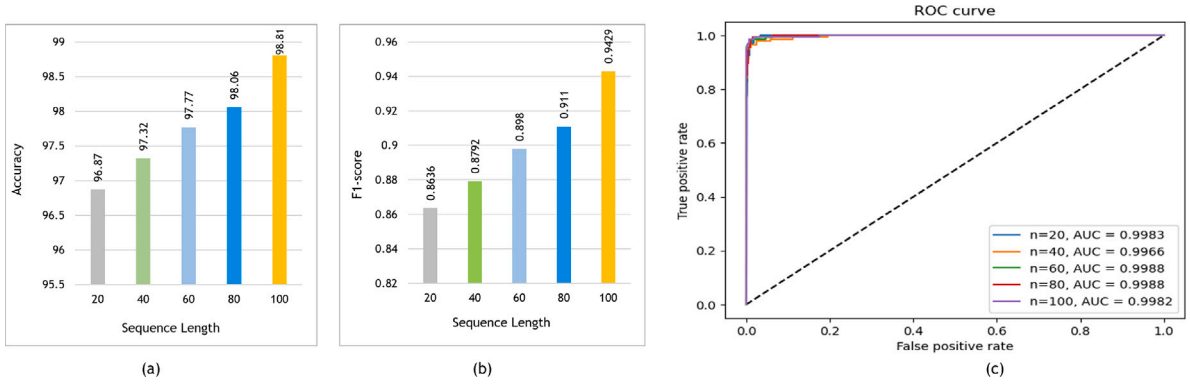 99
98.5
98
97.5
97
96.5
96
95.5
Accuracy
96.87
97.32
97.77
98.06
98.81
20 40 60 80 100
Sequence Length
(a)
0.96
0.94
0.92
0.9
0.88
0.86
0.84
0.82
F1-score
0.8636
0.8792
0.898
0.911
0.9429
20 40 60 80 100
Sequence Length
(b)
ROC curve
1.0
0.8
0.6
0.4
0.2
0.0
True positive rate
n=20, AUC = 0.9983
n=40, AUC = 0.9966
n=60, AUC = 0.9988
n=80, AUC = 0.9988
n=100, AUC = 0.9982
0.0 0.2 0.4 0.6 0.8 1.0
False positive rate
(c)